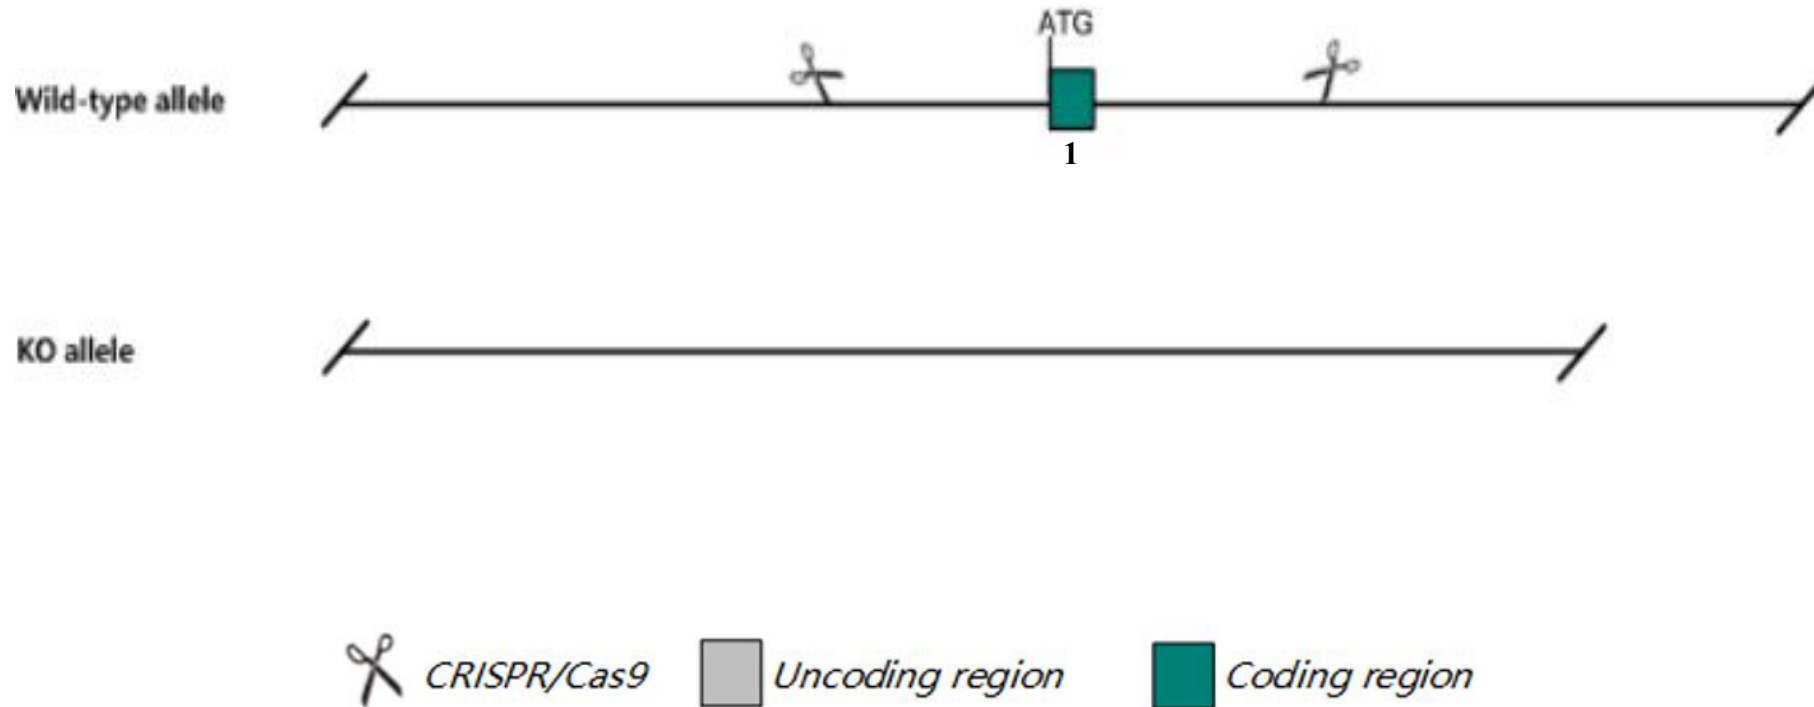 ATG
Wild-type allele
1
KO allele
CRISPR/Cas9
Uncoding region
Coding region